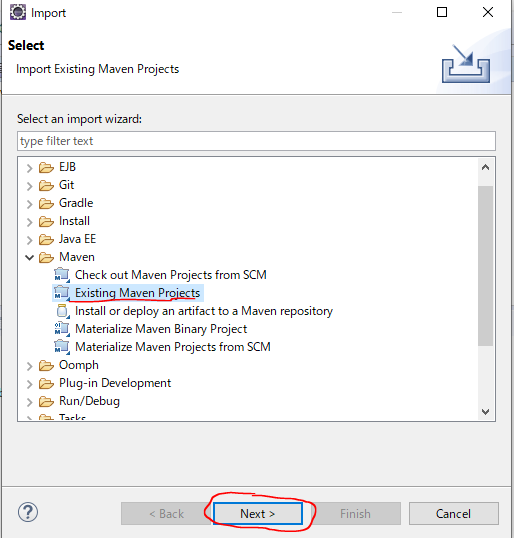 Import
Select
Import Existing Maven Projects
Select an import wizard:
type filter text
EJB
Git
Gradle
Install
Java EE
Maven
Check out Maven Projects from SCM
Existing Maven Projects
Install or deploy an artifact to a Maven repository
Materialize Maven Binary Project
Materialize Maven Projects from SCM
Oomph
Plug-in Development
Run/Debug
Tasks
< Back
Next >
Finish
Cancel